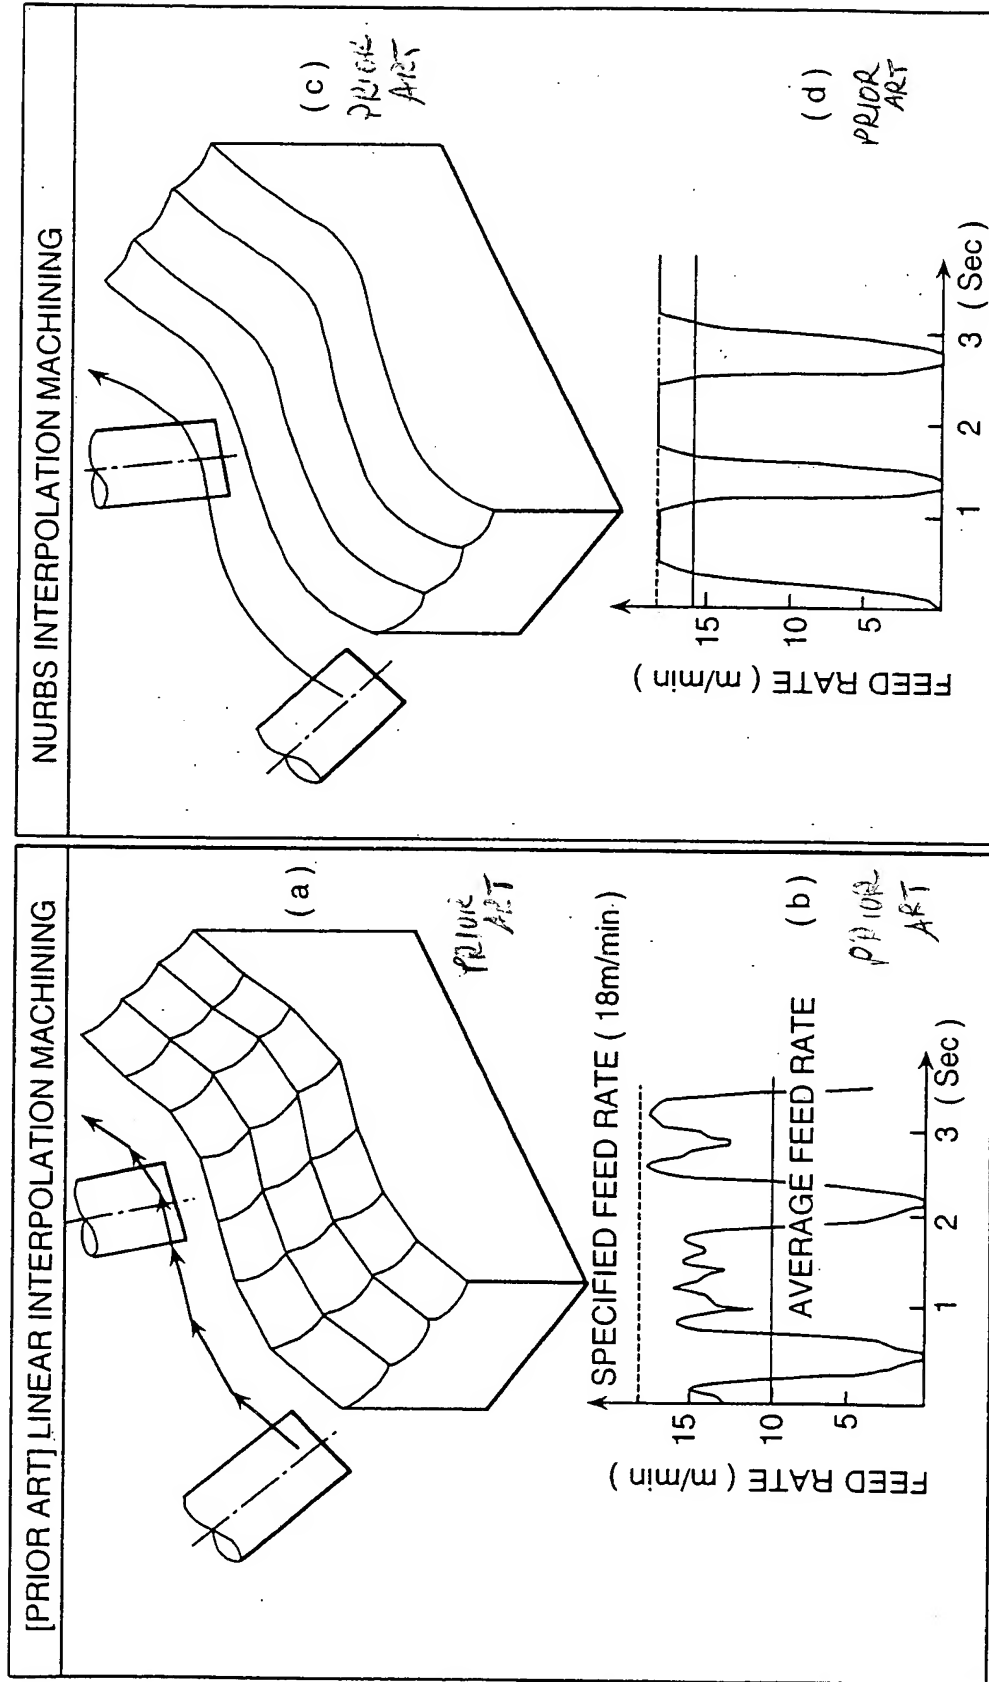 [PRIOR ART] LINEAR INTERPOLATION MACHINING
(a)
PRIOR
ART
SPECIFIED FEED RATE ( 18m/min)
AVERAGE FEED RATE
FEED RATE ( m/min )
15
10
5
1
2
3
(Sec)
(b)
PRIOR
ART
NURBS INTERPOLATION MACHINING
(c)
PRIOR
ART
FEED RATE ( m/min )
15
10
5
1
2
3
(Sec)
(d)
PRIOR
ART